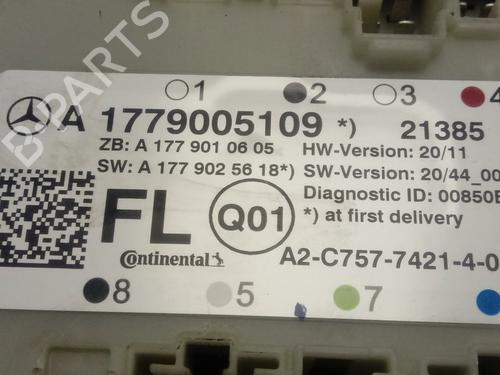 B-PARTS
1 2 3 4
A 1779005109 *) 21385
ZB: A 177 901 06 05 HW-Version: 20/11
SW: A 177 902 56 18*) SW-Version: 20/44_00
Diagnostic ID: 00850
FL Q01 *) at first delivery
Continental A2-C757-7421-4-0
8 5 7